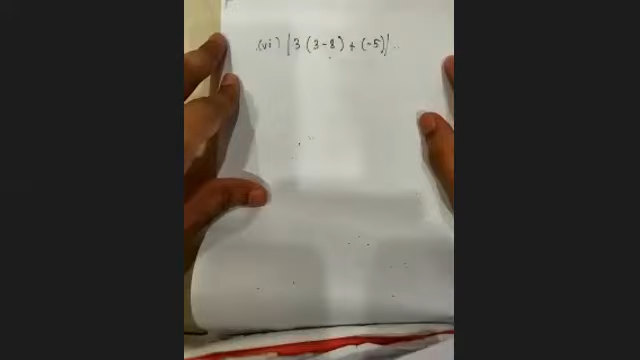 (vi) |3 (3-8) + (-5)|